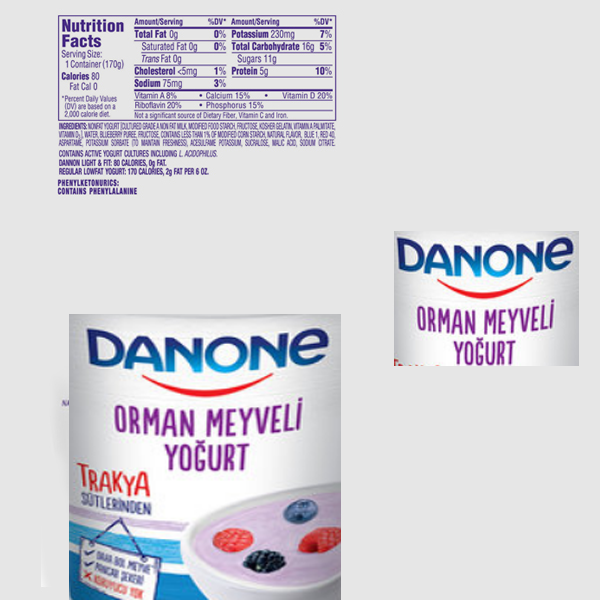 Nutrition
Facts
Serving Size:
1 Container (170g)
Calories 80
Fat Cal 0
*Percent Daily Values
(DV) are based on a
2,000 calorie diet.
Amount/Serving %DV* Amount/Serving %DV*
Total Fat 0g 0% Potassium 230mg 7%
Saturated Fat 0g 0% Total Carbohydrate 16g 5%
Trans Fat 0g Sugars 11g
Cholesterol <5mg 1% Protein 5g 10%
Sodium 75mg 3%
Vitamin A 8% • Calcium 15% • Vitamin D 20%
Riboflavin 20% • Phosphorus 15%
Not a significant source of Dietary Fiber, Vitamin C and Iron.
INGREDIENTS: NONFAT YOGURT (CULTURED GRADE A NON FAT MILK, MODIFIED FOOD STARCH, FRUCTOSE, KOSHER GELATIN, VITAMIN A PALMITATE,
VITAMIN D3), WATER, BLUEBERRY PUREE, FRUCTOSE, CONTAINS LESS THAN 1% OF MODIFIED CORN STARCH, NATURAL FLAVOR, BLUE 1, RED 40,
ASPARTAME, POTASSIUM SORBATE (TO MAINTAIN FRESHNESS), ACESULFAME POTASSIUM, SUCRALOSE, MALIC ACID, SODIUM CITRATE.
CONTAINS ACTIVE YOGURT CULTURES INCLUDING L. ACIDOPHILUS.
DANNON LIGHT & FIT: 80 CALORIES, 0g FAT.
REGULAR LOWFAT YOGURT: 170 CALORIES, 2g FAT PER 6 OZ.
PHENYLKETONURICS:
CONTAINS PHENYLALANINE
DANONE
ORMAN MEYVELİ
YOĞURT
DANONE
ORMAN MEYVELİ
YOĞURT
TRAKYA
SÜTLERİNDEN
DAHA BOL MEYVE
PANCAR ŞEKERİ
KORUYUCU YOK